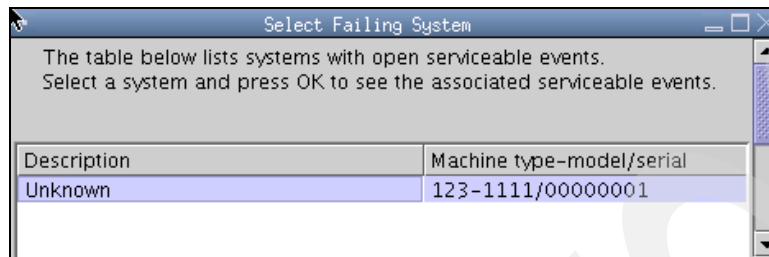 Select Failing System
The table below lists systems with open serviceable events.
Select a system and press OK to see the associated serviceable events.
Description Machine type-model/serial
Unknown 123-1111/00000001